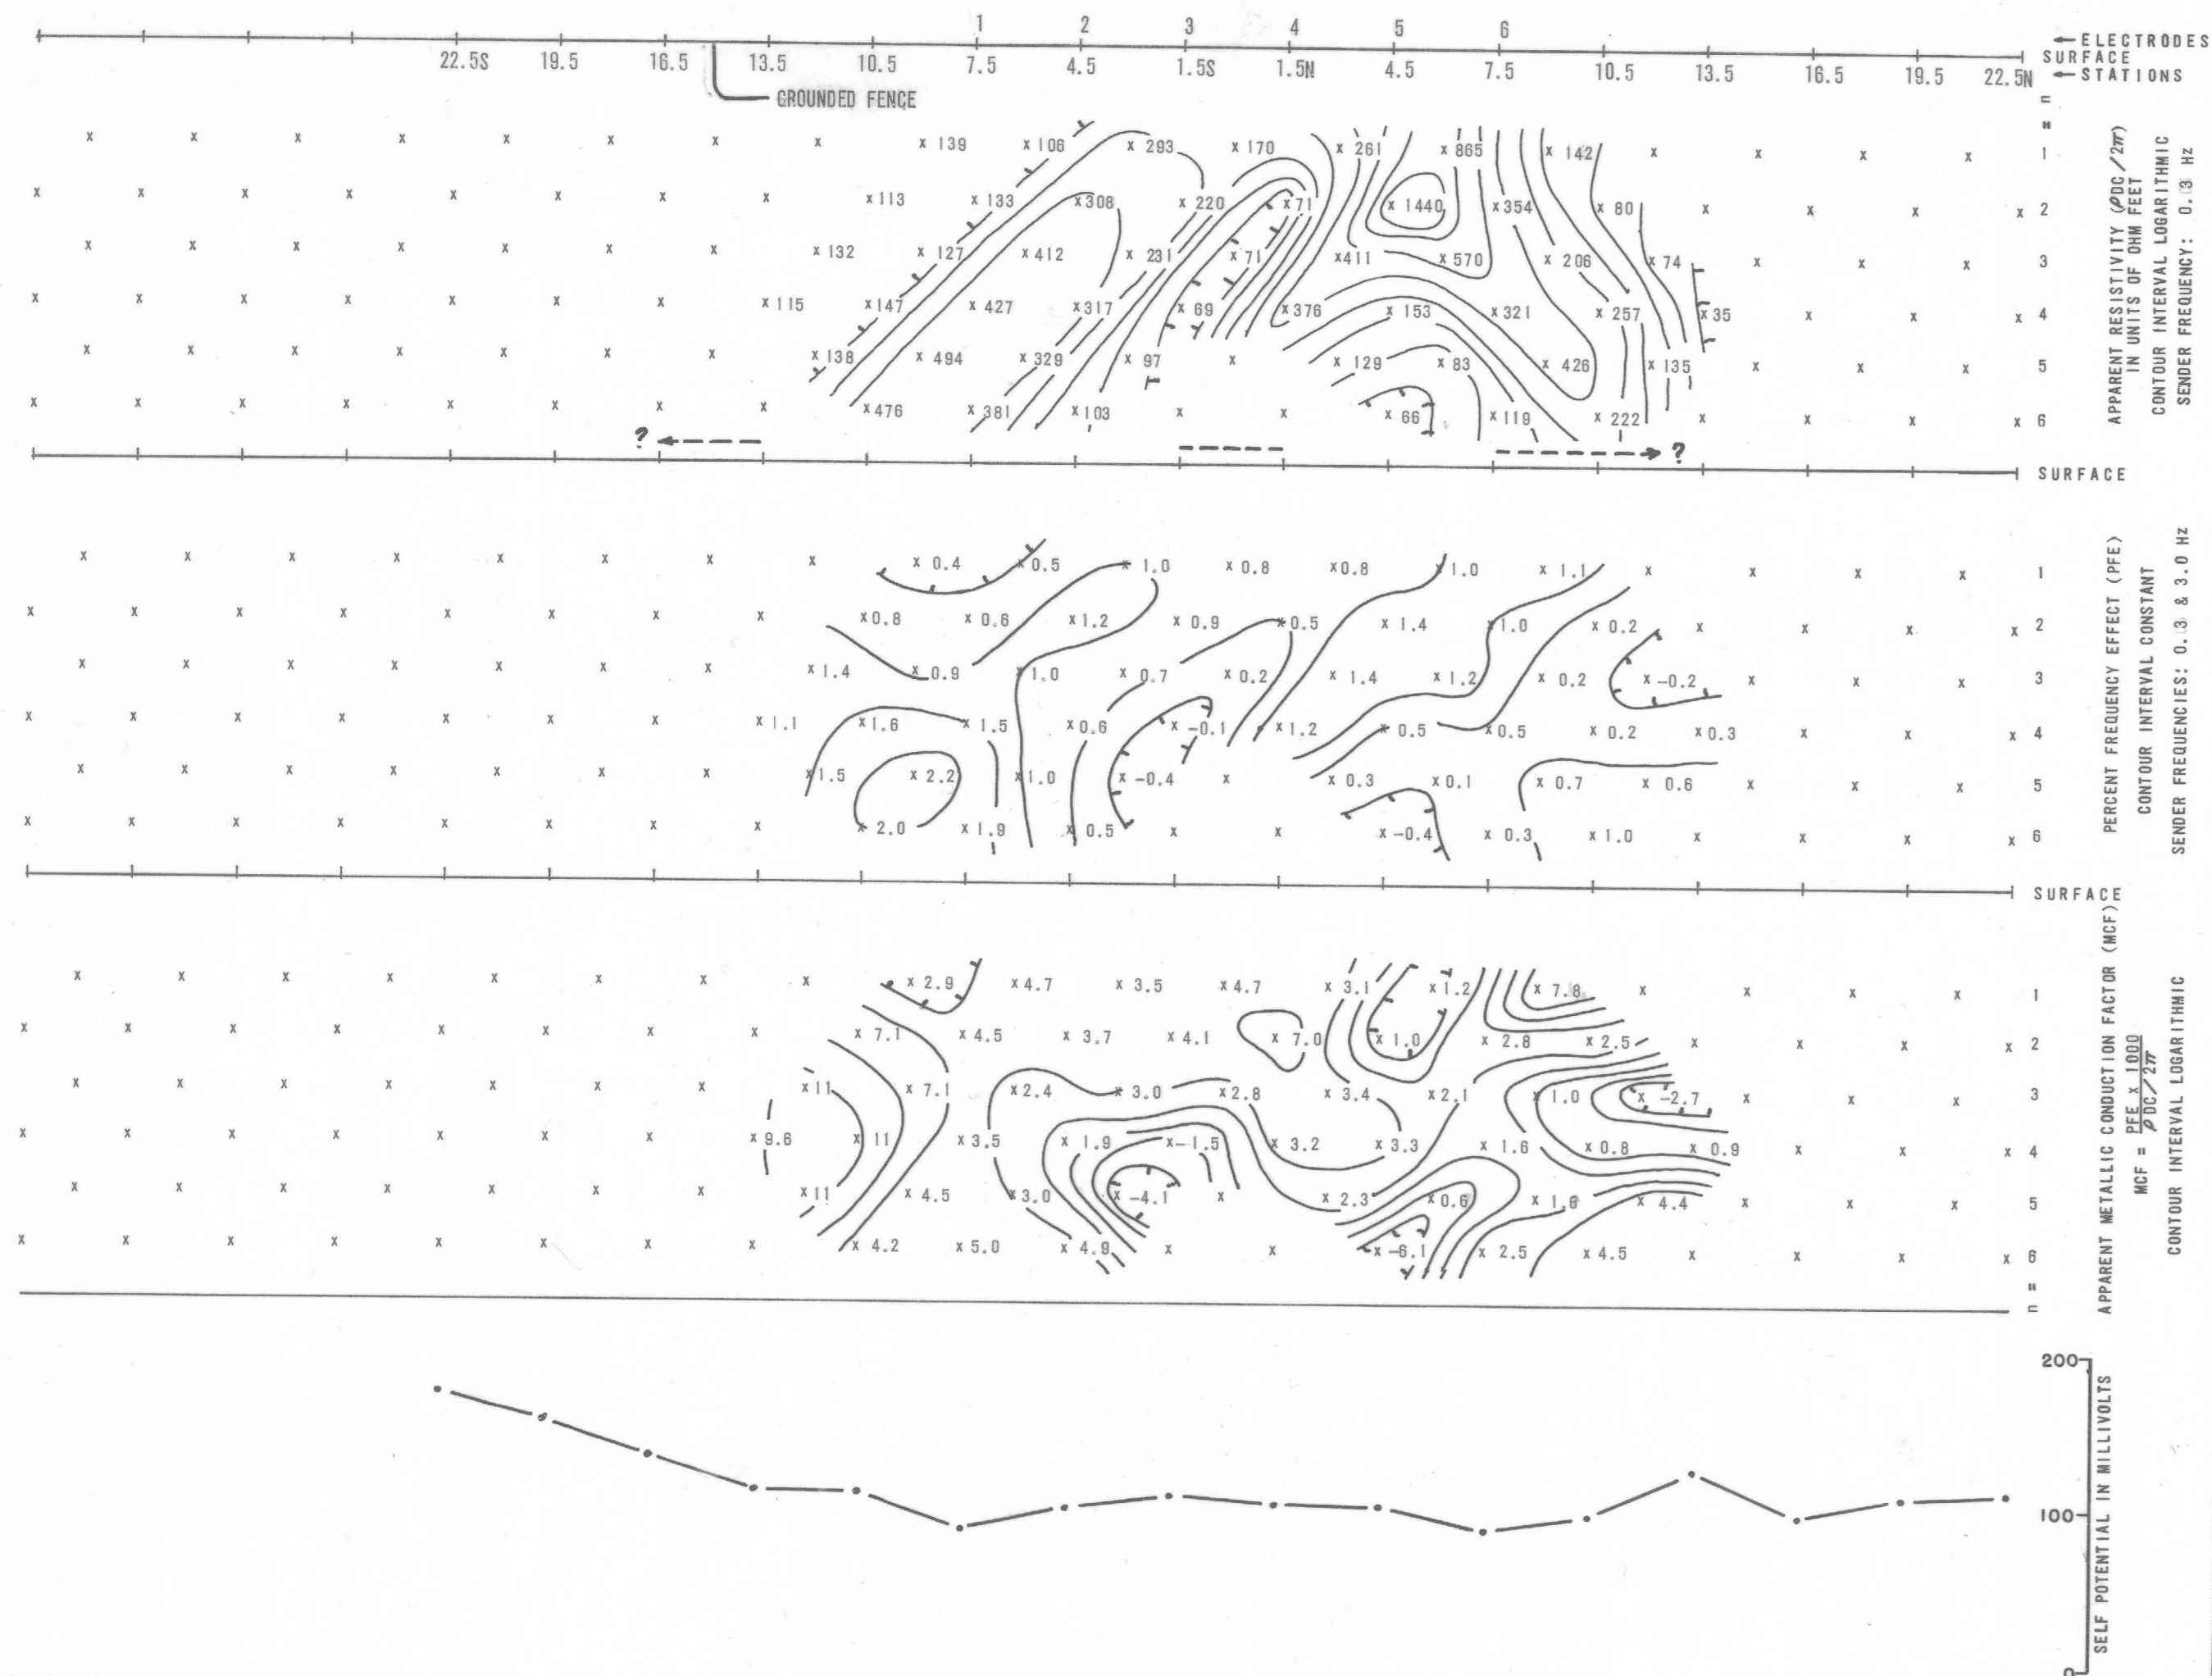 1 2 3 4 5 6
← ELECTRODES
SURFACE
22.5S 19.5 16.5 13.5 10.5 7.5 4.5 1.5S 1.5N 4.5 7.5 10.5 13.5 16.5 19.5 22.5N ← STATIONS
GROUNDED FENCE
n
=
x x x x x x x x x 139 x 106 x 293 x 170 x 261 x 865 x 142 x x x x 1
x x x x x x x x x 113 x 133 x 308 x 220 x 71 x 1440 x 354 x 80 x x x x 2
x x x x x x x x 132 x 127 x 412 x 231 x 71 x 411 x 570 x 206 x 74 x x x 3
x x x x x x x x 115 x 147 x 427 x 317 x 69 x 376 x 153 x 321 x 257 x 35 x x x 4
x x x x x x x x 138 x 494 x 329 x 97 x x 129 x 83 x 426 x 135 x x x 5
x x x x x x x x x 476 x 381 x 103 x x x 66 x 119 x 222 x x x x 6
? ?
APPARENT RESISTIVITY (ρDC/2π)
IN UNITS OF OHM FEET
CONTOUR INTERVAL LOGARITHMIC
SENDER FREQUENCY: 0.3 Hz
SURFACE
x x x x x x x x x 0.4 x 0.5 x 1.0 x 0.8 x 0.8 x 1.0 x 1.1 x x x x 1
x x x x x x x x x 0.8 x 0.6 x 1.2 x 0.9 x 0.5 x 1.4 x 1.0 x 0.2 x x x x 2
x x x x x x x x 1.4 x 0.9 x 1.0 x 0.7 x 0.2 x 1.4 x 1.2 x 0.2 x -0.2 x x x 3
x x x x x x x x 1.1 x 1.6 x 1.5 x 0.6 x -0.1 x 1.2 x 0.5 x 0.5 x 0.2 x 0.3 x x x 4
x x x x x x x x 1.5 x 2.2 x 1.0 x -0.4 x x 0.3 x 0.1 x 0.7 x 0.6 x x x 5
x x x x x x x x x 2.0 x 1.9 x 0.5 x x x -0.4 x 0.3 x 1.0 x x x x 6
PERCENT FREQUENCY EFFECT (PFE)
CONTOUR INTERVAL CONSTANT
SENDER FREQUENCIES: 0.3 & 3.0 Hz
SURFACE
x x x x x x x x x 2.9 x 4.7 x 3.5 x 4.7 x 3.1 x 1.2 x 7.8 x x x x 1
x x x x x x x x x 7.1 x 4.5 x 3.7 x 4.1 x 7.0 x 1.0 x 2.8 x 2.5 x x x x 2
x x x x x x x x 11 x 7.1 x 2.4 x 3.0 x 2.8 x 3.4 x 2.1 x 1.0 x -2.7 x x x 3
x x x x x x x x 9.6 x 11 x 3.5 x 1.9 x -1.5 x 3.2 x 3.3 x 1.6 x 0.8 x 0.9 x x x 4
x x x x x x x x 11 x 4.5 x 3.0 x -4.1 x x 2.3 x 0.6 x 1.6 x 4.4 x x x 5
x x x x x x x x x 4.2 x 5.0 x 4.9 x x x -6.1 x 2.5 x 4.5 x x x x 6
=
n
APPARENT METALLIC CONDUCTION FACTOR (MCF)
MCF = PFE x 1000
ρDC/2π
CONTOUR INTERVAL LOGARITHMIC
200
100
0
SELF POTENTIAL IN MILLIVOLTS